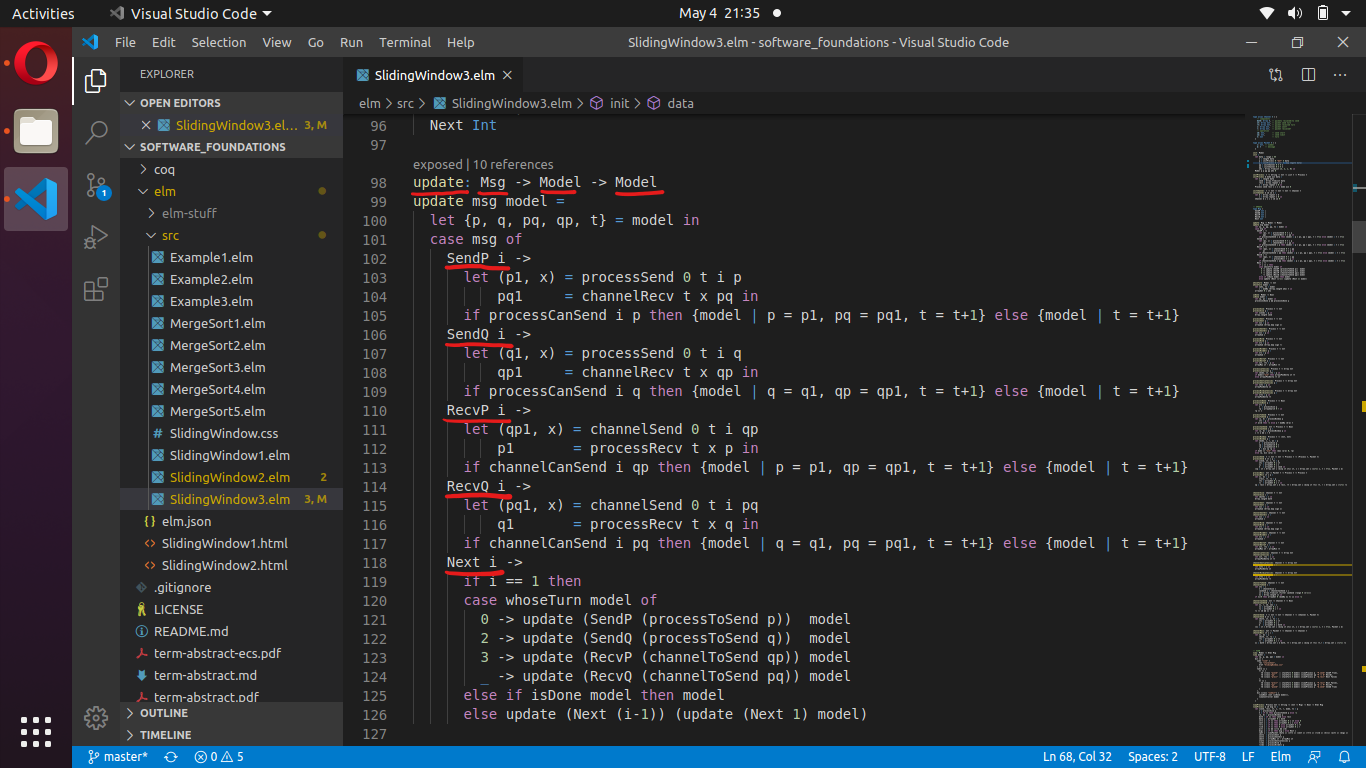 Activities
Visual Studio Code
May 4 21:35
File Edit Selection View Go Run Terminal Help
SlidingWindow3.elm - software_foundations - Visual Studio Code
EXPLORER
OPEN EDITORS
SlidingWindow3.el... 3, M
SOFTWARE_FOUNDATIONS
coq
elm
elm-stuff
src
Example1.elm
Example2.elm
Example3.elm
MergeSort1.elm
MergeSort2.elm
MergeSort3.elm
MergeSort4.elm
MergeSort5.elm
# SlidingWindow.css
SlidingWindow1.elm
SlidingWindow2.elm 2
SlidingWindow3.elm 3, M
{} elm.json
<> SlidingWindow1.html
<> SlidingWindow2.html
.gitignore
LICENSE
README.md
term-abstract-ecs.pdf
term-abstract.md
term-abstract.pdf
OUTLINE
TIMELINE
1
SlidingWindow3.elm
elm > src > SlidingWindow3.elm > init > data
96 Next Int
97
exposed | 10 references
98 update: Msg -> Model -> Model
99 update msg model =
100 let {p, q, pq, qp, t} = model in
101 case msg of
102 SendP i ->
103 let (p1, x) = processSend 0 t i p
104 pq1 = channelRecv t x pq in
105 if processCanSend i p then {model | p = p1, pq = pq1, t = t+1} else {model | t = t+1}
106 SendQ i ->
107 let (q1, x) = processSend 0 t i q
108 qp1 = channelRecv t x qp in
109 if processCanSend i q then {model | q = q1, qp = qp1, t = t+1} else {model | t = t+1}
110 RecvP i ->
111 let (qp1, x) = channelSend 0 t i qp
112 p1 = processRecv t x p in
113 if channelCanSend i qp then {model | p = p1, qp = qp1, t = t+1} else {model | t = t+1}
114 RecvQ i ->
115 let (pq1, x) = channelSend 0 t i pq
116 q1 = processRecv t x q in
117 if channelCanSend i pq then {model | q = q1, pq = pq1, t = t+1} else {model | t = t+1}
118 Next i ->
119 if i == 1 then
120 case whoseTurn model of
121 0 -> update (SendP (processToSend p)) model
122 2 -> update (SendQ (processToSend q)) model
123 3 -> update (RecvP (channelToSend qp)) model
124 _ -> update (RecvQ (channelToSend pq)) model
125 else if isDone model then model
126 else update (Next (i-1)) (update (Next 1) model)
127
master* 0 5
Ln 68, Col 32 Spaces: 2 UTF-8 LF Elm